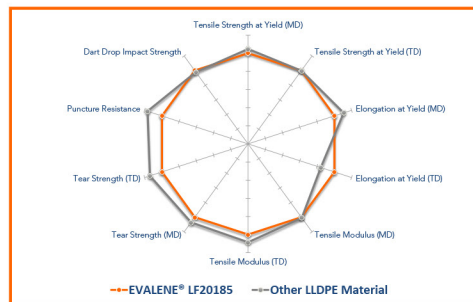 Tensile Strength at Yield (MD)
Dart Drop Impact Strength
Tensile Strength at Yield (TD)
Puncture Resistance
Elongation at Yield (MD)
Tear Strength (TD)
Elongation at Yield (TD)
Tear Strength (MD)
Tensile Modulus (MD)
Tensile Modulus (TD)
EVALENE® LF20185
Other LLDPE Material